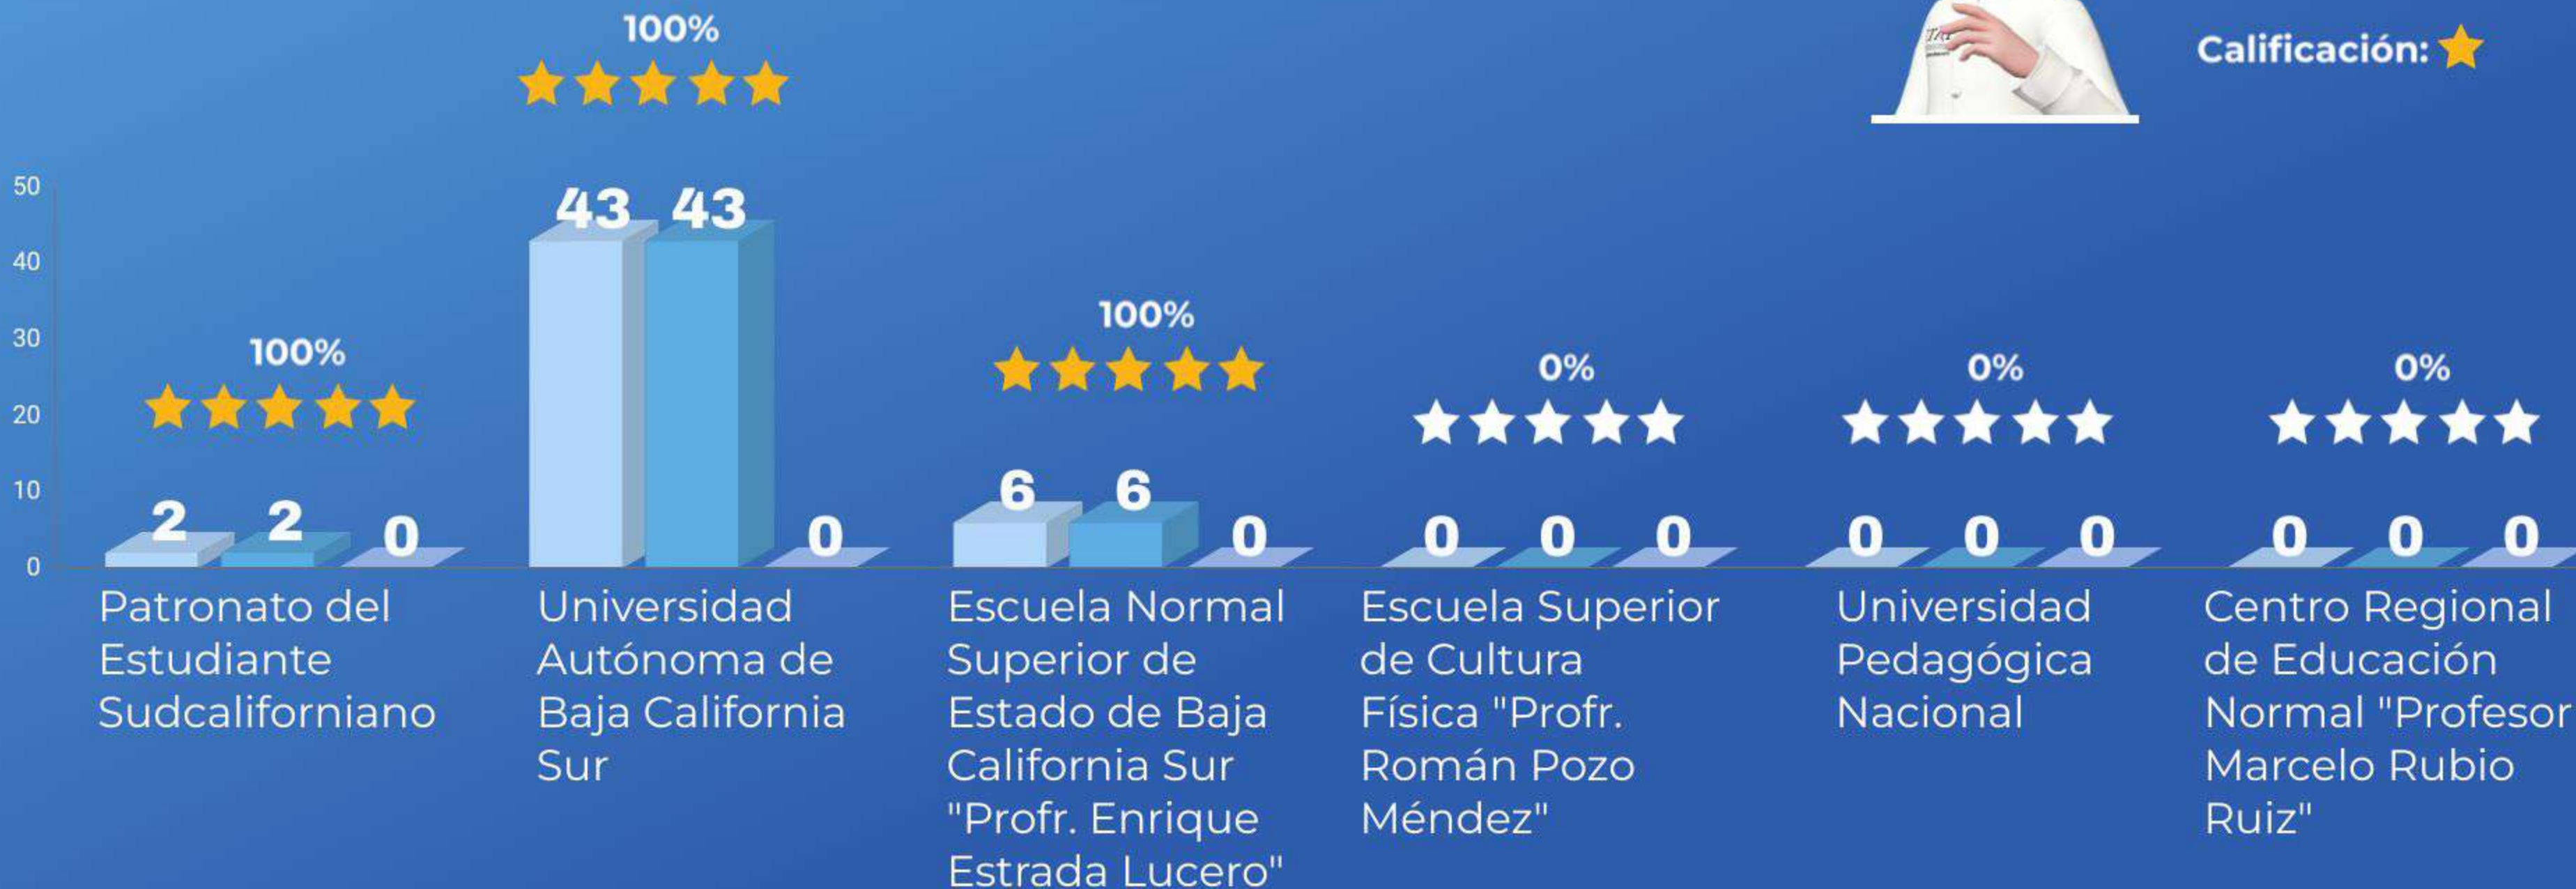 100%
Calificación:
50
40
30
20
10
0
43 43
0
100%
2 2 0
100%
6 6 0
0%
0 0 0
0%
0 0 0
0%
0 0 0
Patronato del
Estudiante
Sudcaliforniano
Universidad
Autónoma de
Baja California
Sur
Escuela Normal
Superior de
Estado de Baja
California Sur
"Profr. Enrique
Estrada Lucero"
Escuela Superior
de Cultura
Física "Profr.
Román Pozo
Méndez"
Universidad
Pedagógica
Nacional
Centro Regional
de Educación
Normal "Profesor
Marcelo Rubio
Ruiz"